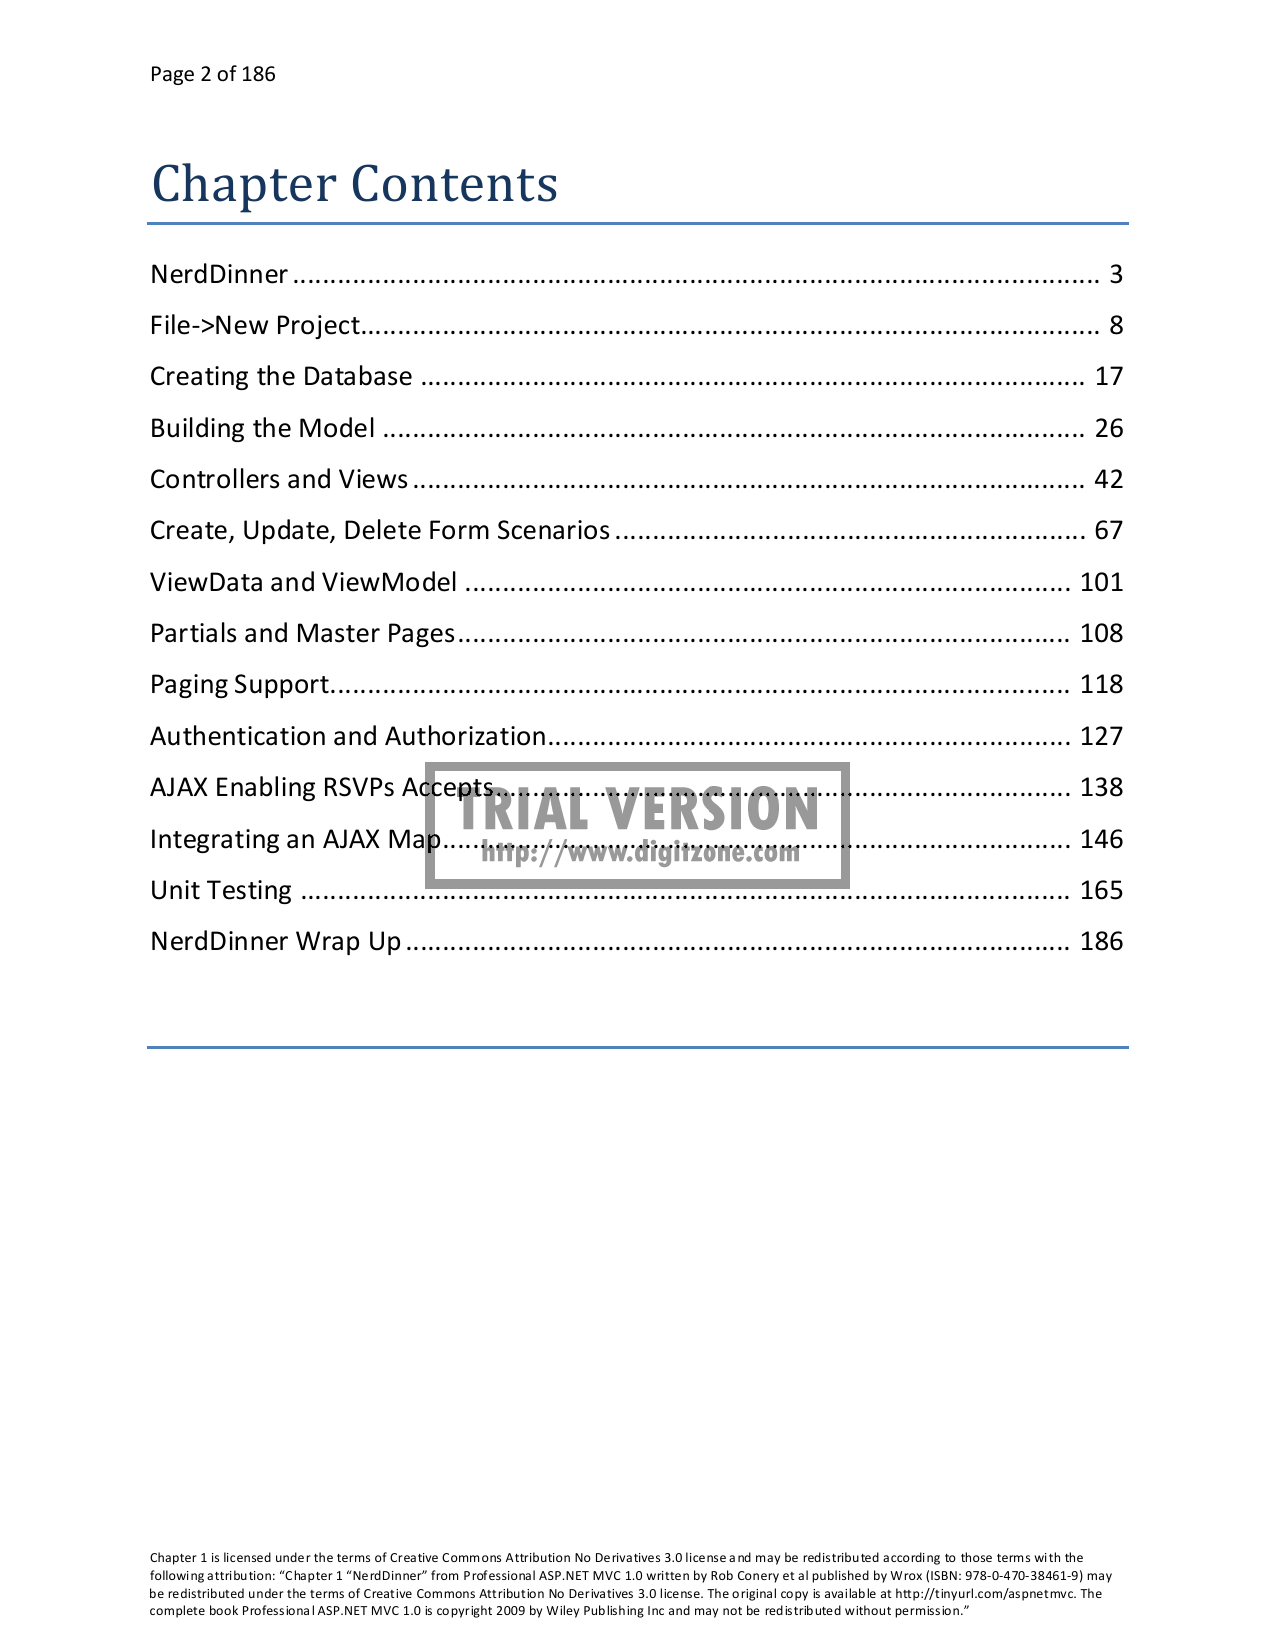 Page 2 of 186
Chapter Contents
NerdDinner ........................................................................................................... 3
File->New Project.................................................................................................. 8
Creating the Database ........................................................................................ 17
Building the Model ............................................................................................. 26
Controllers and Views ......................................................................................... 42
Create, Update, Delete Form Scenarios ............................................................... 67
ViewData and ViewModel ................................................................................. 101
Partials and Master Pages.................................................................................. 108
Paging Support................................................................................................... 118
Authentication and Authorization...................................................................... 127
AJAX Enabling RSVPs Accepts............................................................................. 138
TRIAL VERSION
Integrating an AJAX Map.................................................................................... 146
http://www.digitzone.com
Unit Testing ....................................................................................................... 165
NerdDinner Wrap Up ......................................................................................... 186
Chapter 1 is licensed under the terms of Creative Commons Attribution No Derivatives 3.0 license and may be redistributed according to those terms with the
following attribution: “Chapter 1 “NerdDinner” from Professional ASP.NET MVC 1.0 written by Rob Conery et al published by Wrox (ISBN: 978-0-470-38461-9) may
be redistributed under the terms of Creative Commons Attribution No Derivatives 3.0 license. The original copy is available at http://tinyurl.com/aspnetmvc. The
complete book Professional ASP.NET MVC 1.0 is copyright 2009 by Wiley Publishing Inc and may not be redistributed without permission.”